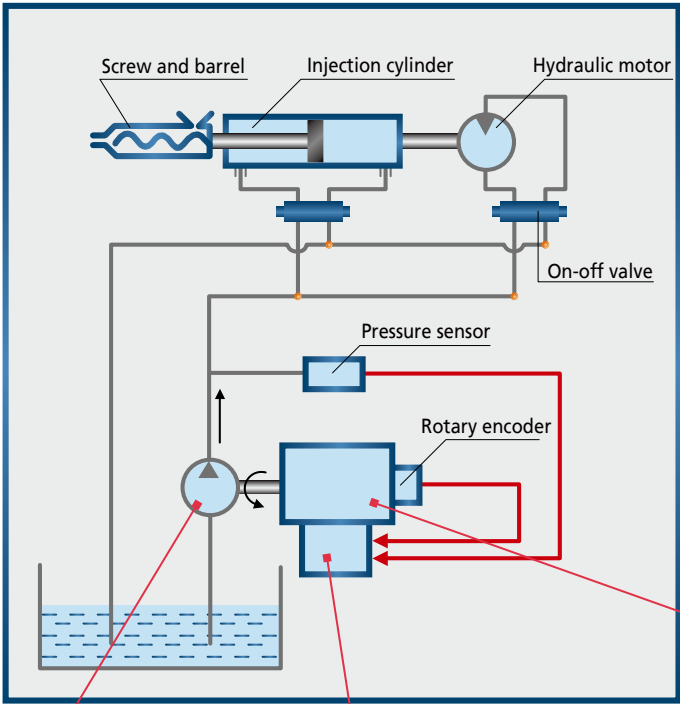 Screw and barrel
Injection cylinder
Hydraulic motor
On-off valve
Pressure sensor
Rotary encoder